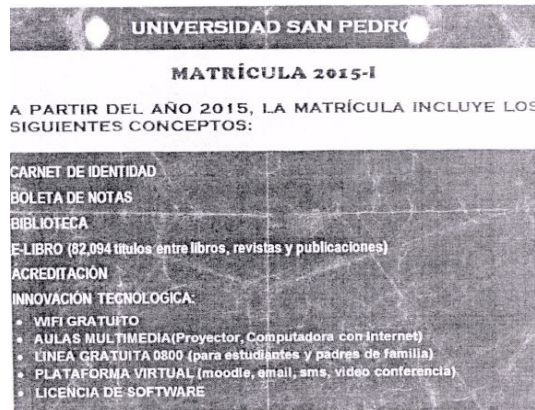 UNIVERSIDAD SAN PEDRO
MATRÍCULA 2015-I
A PARTIR DEL AÑO 2015, LA MATRÍCULA INCLUYE LOS
SIGUIENTES CONCEPTOS:
CARNET DE IDENTIDAD
BOLETA DE NOTAS
BIBLIOTECA
E-LIBRO (82,094 titulos entre libros, revistas y publicaciones)
ACREDITACIÓN
INNOVACIÓN TECNOLOGICA:
• WIFI GRATUITO
• AULAS MULTIMEDIA(Proyector, Computadora con Internet)
• LINEA GRATUITA 0800 (para estudiantes y padres de familia)
• PLATAFORMA VIRTUAL (moodle, email, sms, video conferencia)
• LICENCIA DE SOFTWARE